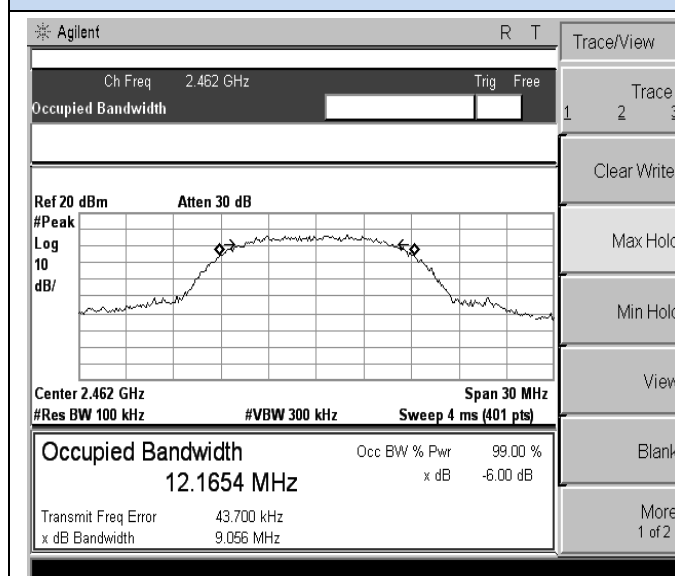 Agilent R T
Trace/View
Ch Freq 2.462 GHz Trig Free
Occupied Bandwidth
Trace
1 2 3
Clear Write
Max Hold
Min Hold
View
Blank
More
1 of 2
Ref 20 dBm Atten 30 dB
#Peak
Log
10
dB/
Center 2.462 GHz Span 30 MHz
#Res BW 100 kHz #VBW 300 kHz Sweep 4 ms (401 pts)
Occupied Bandwidth
12.1654 MHz
Occ BW % Pwr 99.00 %
x dB -6.00 dB
Transmit Freq Error 43.700 kHz
x dB Bandwidth 9.056 MHz